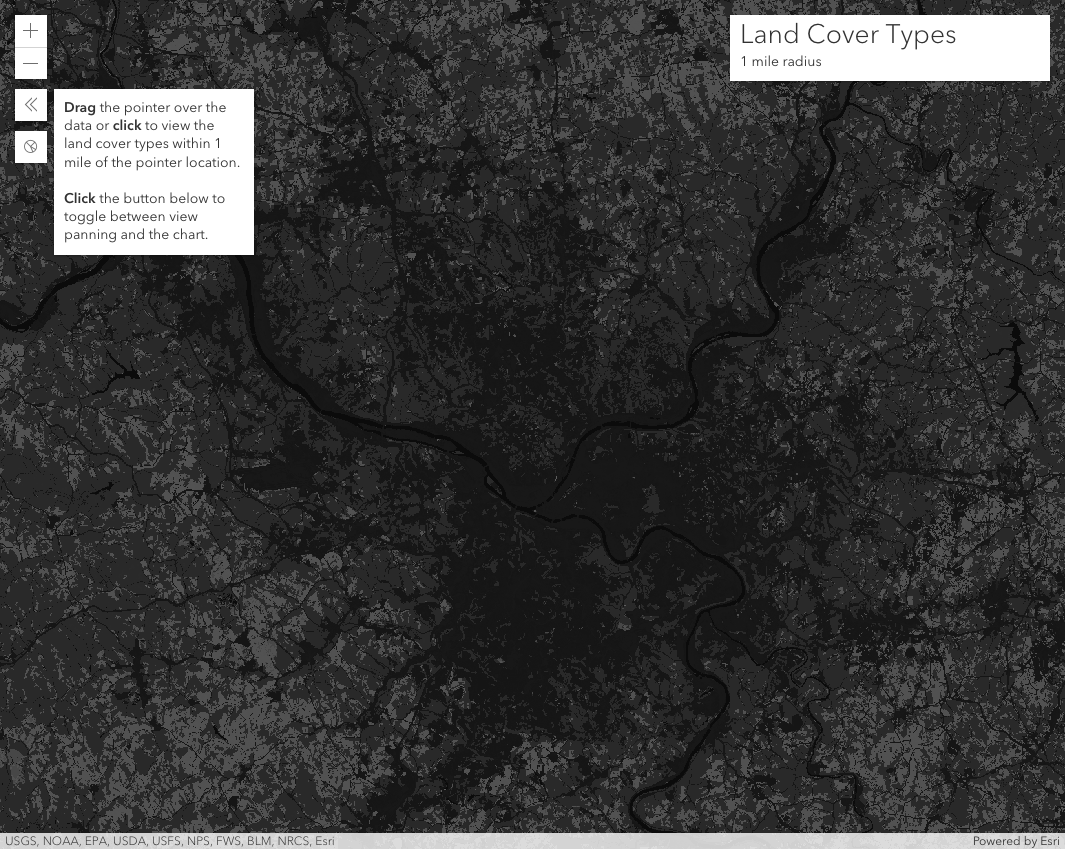 Land Cover Types
1 mile radius
Drag the pointer over the
data or click to view the
land cover types within 1
mile of the pointer location.
Click the button below to
toggle between view
panning and the chart.
USGS, NOAA, EPA, USDA, USFS, NPS, FWS, BLM, NRCS, Esri
Powered by Esri